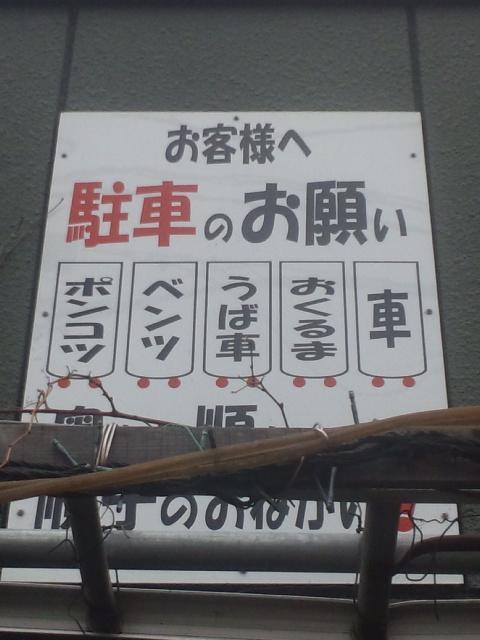 お客様へ
駐車のお願い
車
おくるま
うば車
ベンツ
ポンコツ
順
のおねがい!